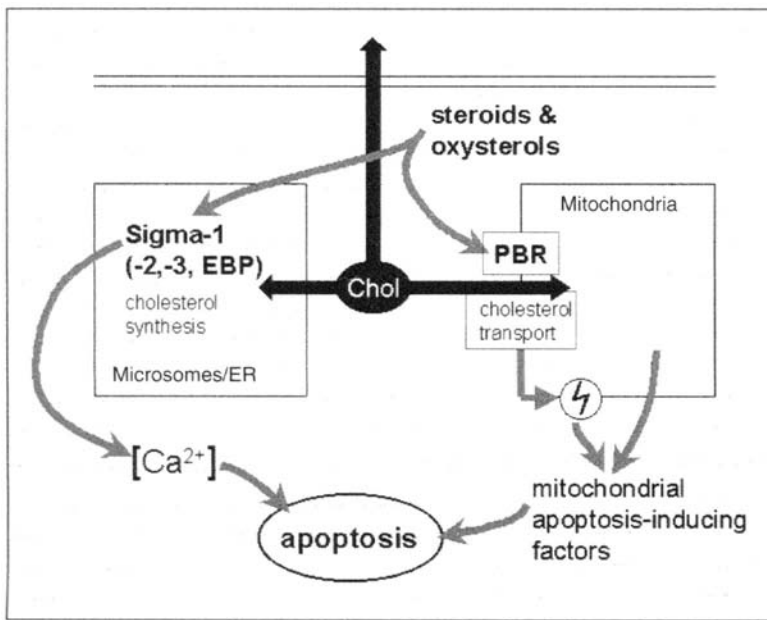 steroids &
oxysterols
Mitochondria
Sigma-1
(-2,-3, EBP)
PBR
Chol
cholesterol
synthesis
cholesterol
transport
Microsomes/ER
[Ca²⁺]
mitochondrial
apoptosis-inducing
factors
apoptosis